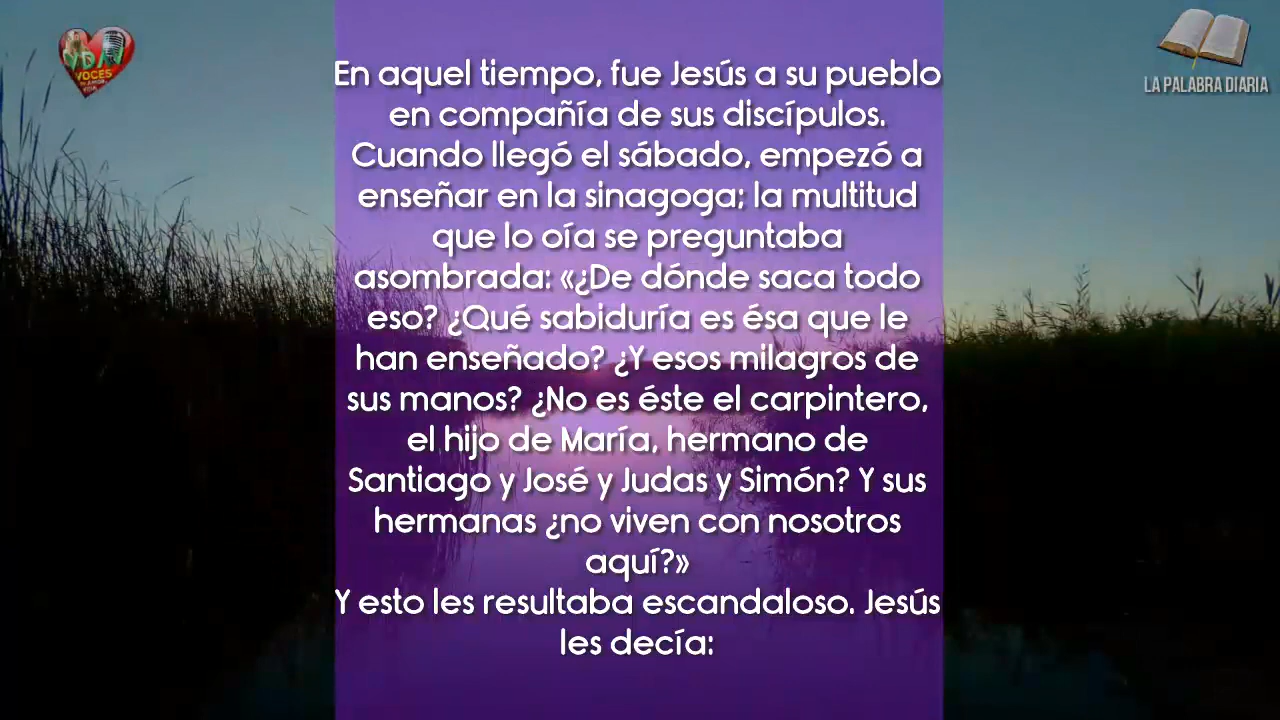 En aquel tiempo, fue Jesús a su pueblo
en compañía de sus discípulos.
Cuando llegó el sábado, empezó a
enseñar en la sinagoga; la multitud
que lo oía se preguntaba
asombrada: «¿De dónde saca todo
eso? ¿Qué sabiduría es ésa que le
han enseñado? ¿Y esos milagros de
sus manos? ¿No es éste el carpintero,
el hijo de María, hermano de
Santiago y José y Judas y Simón? Y sus
hermanas ¿no viven con nosotros
aquí?»
Y esto les resultaba escandaloso. Jesús
les decía:
VOCES
LA PALABRA DIARIA